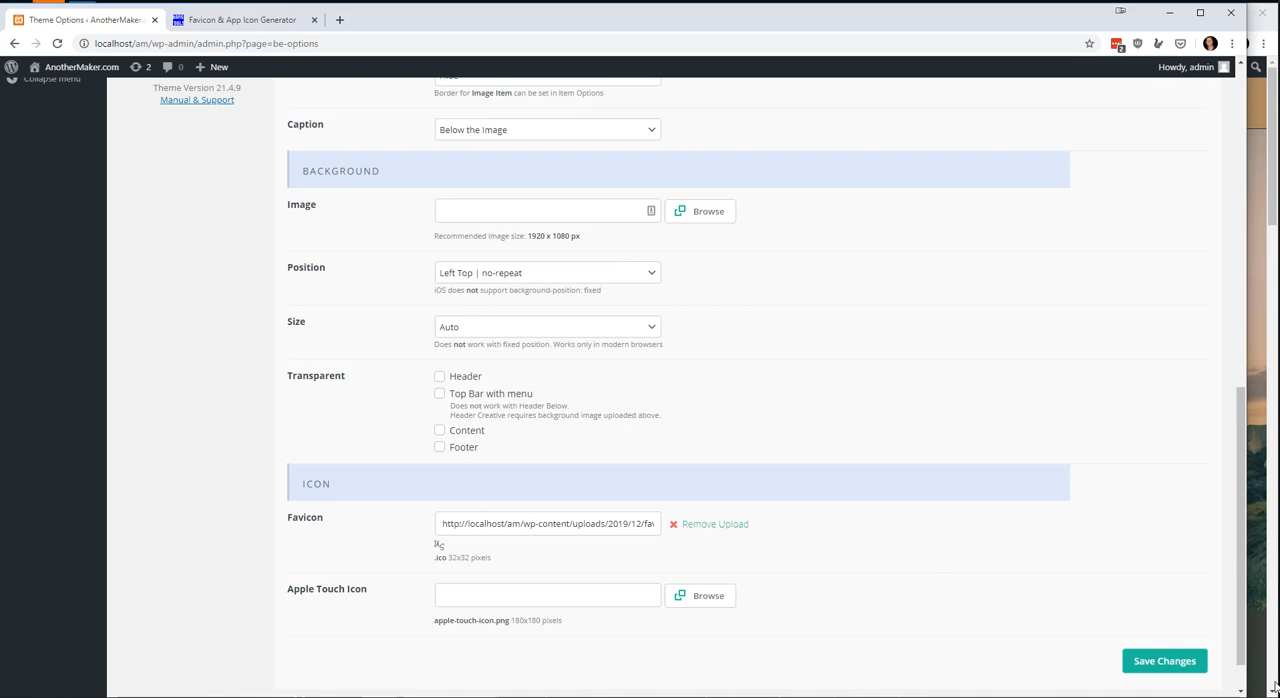 Theme Options ‹ AnotherMaker.
Favicon & App Icon Generator
localhost/am/wp-admin/admin.php?page=be-options
2
AnotherMaker.com 2 0 New
Howdy, admin
Collapse menu
Theme Version 21.4.9
Manual & Support
Hide
Border for Image Item can be set in Item Options
Caption
Below the Image
BACKGROUND
Image
Browse
Recommended image size: 1920 x 1080 px
Position
Left Top | no-repeat
iOS does not support background-position: fixed
Size
Auto
Does not work with fixed position. Works only in modern browsers
Transparent
Header
Top Bar with menu
Does not work with Header Below.
Header Creative requires background image uploaded above.
Content
Footer
ICON
Favicon
http://localhost/am/wp-content/uploads/2019/12/fav
Remove Upload
.ico 32x32 pixels
Apple Touch Icon
Browse
apple-touch-icon.png 180x180 pixels
Save Changes